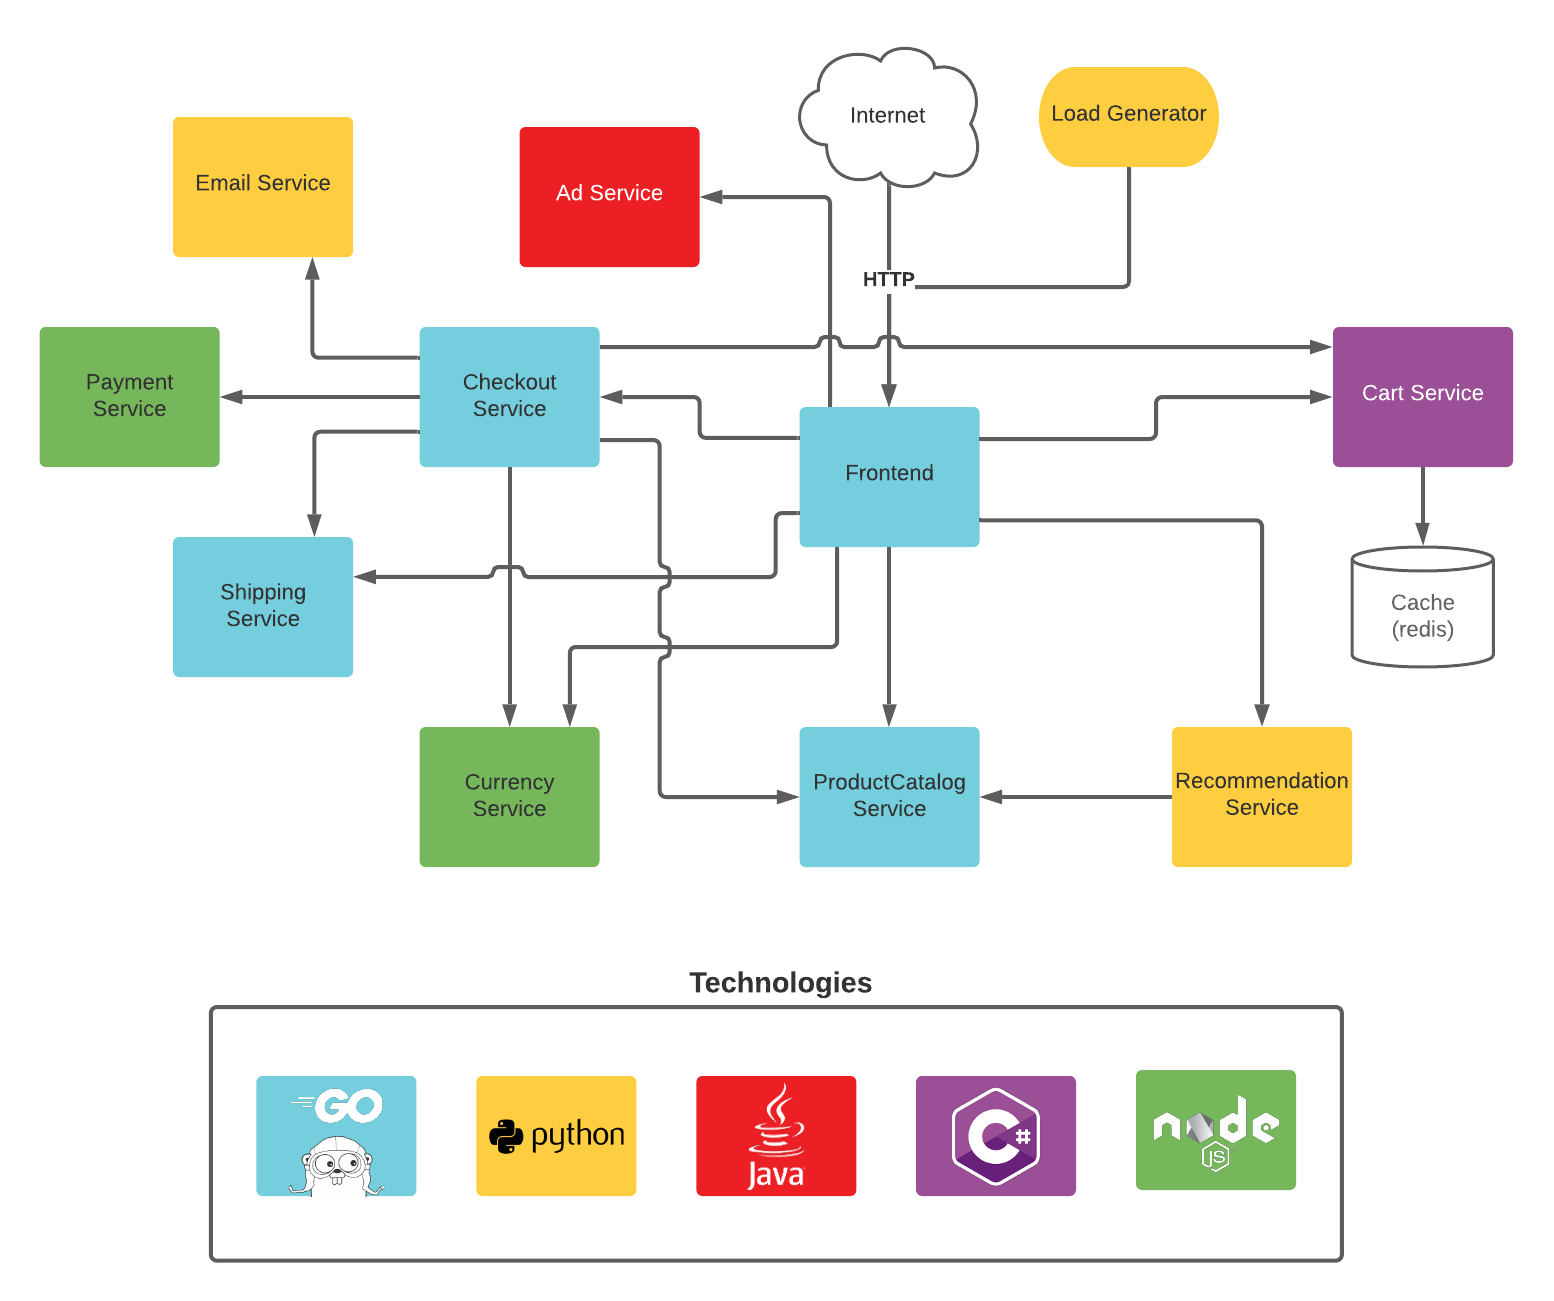 Internet
Load Generator
Email Service
Ad Service
HTTP
Payment
Service
Checkout
Service
Cart Service
Frontend
Shipping
Service
Cache
(redis)
Currency
Service
ProductCatalog
Service
Recommendation
Service
Technologies
GO
python
Java
C#
node
JS